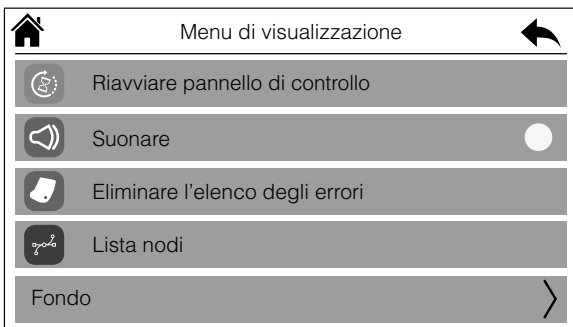 Menu di visualizzazione
Riavviare pannello di controllo
Suonare
Eliminare l'elenco degli errori
Lista nodi
Fondo